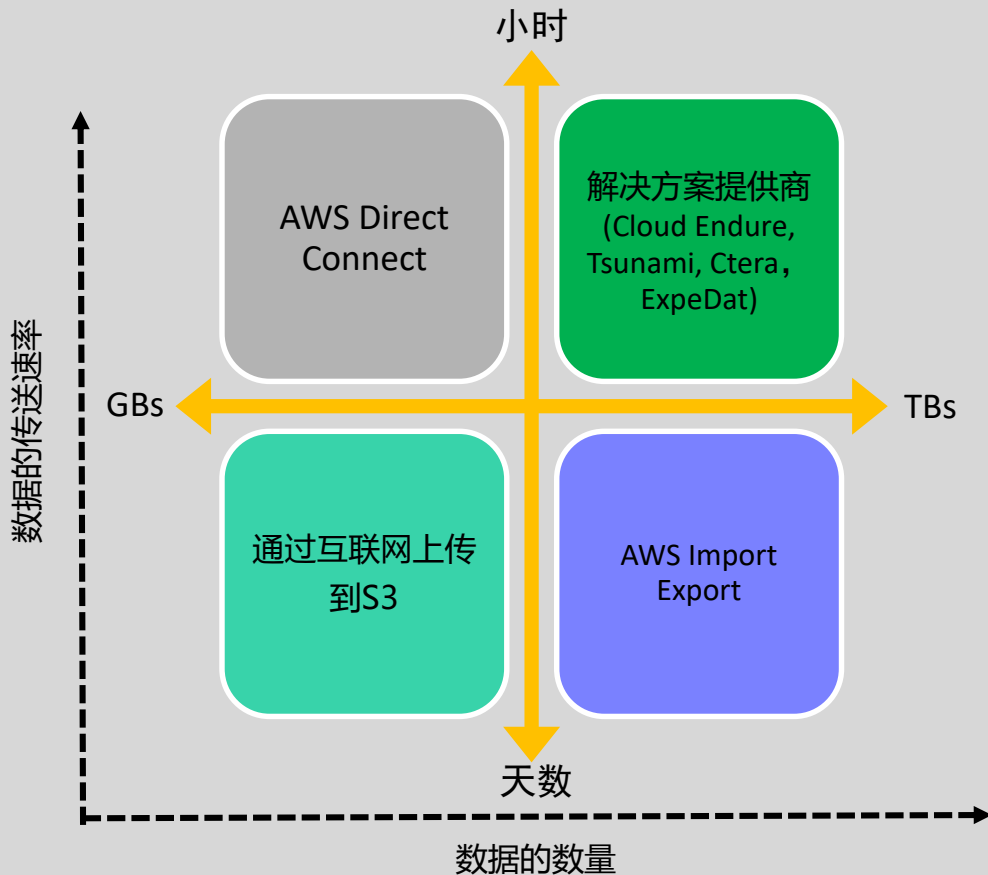 小时
AWS Direct
Connect
解决方案提供商
(Cloud Endure,
Tsunami, Ctera，
ExpeDat)
数据的传送速率
GBs
TBs
通过互联网上传
到S3
AWS Import
Export
天数
数据的数量